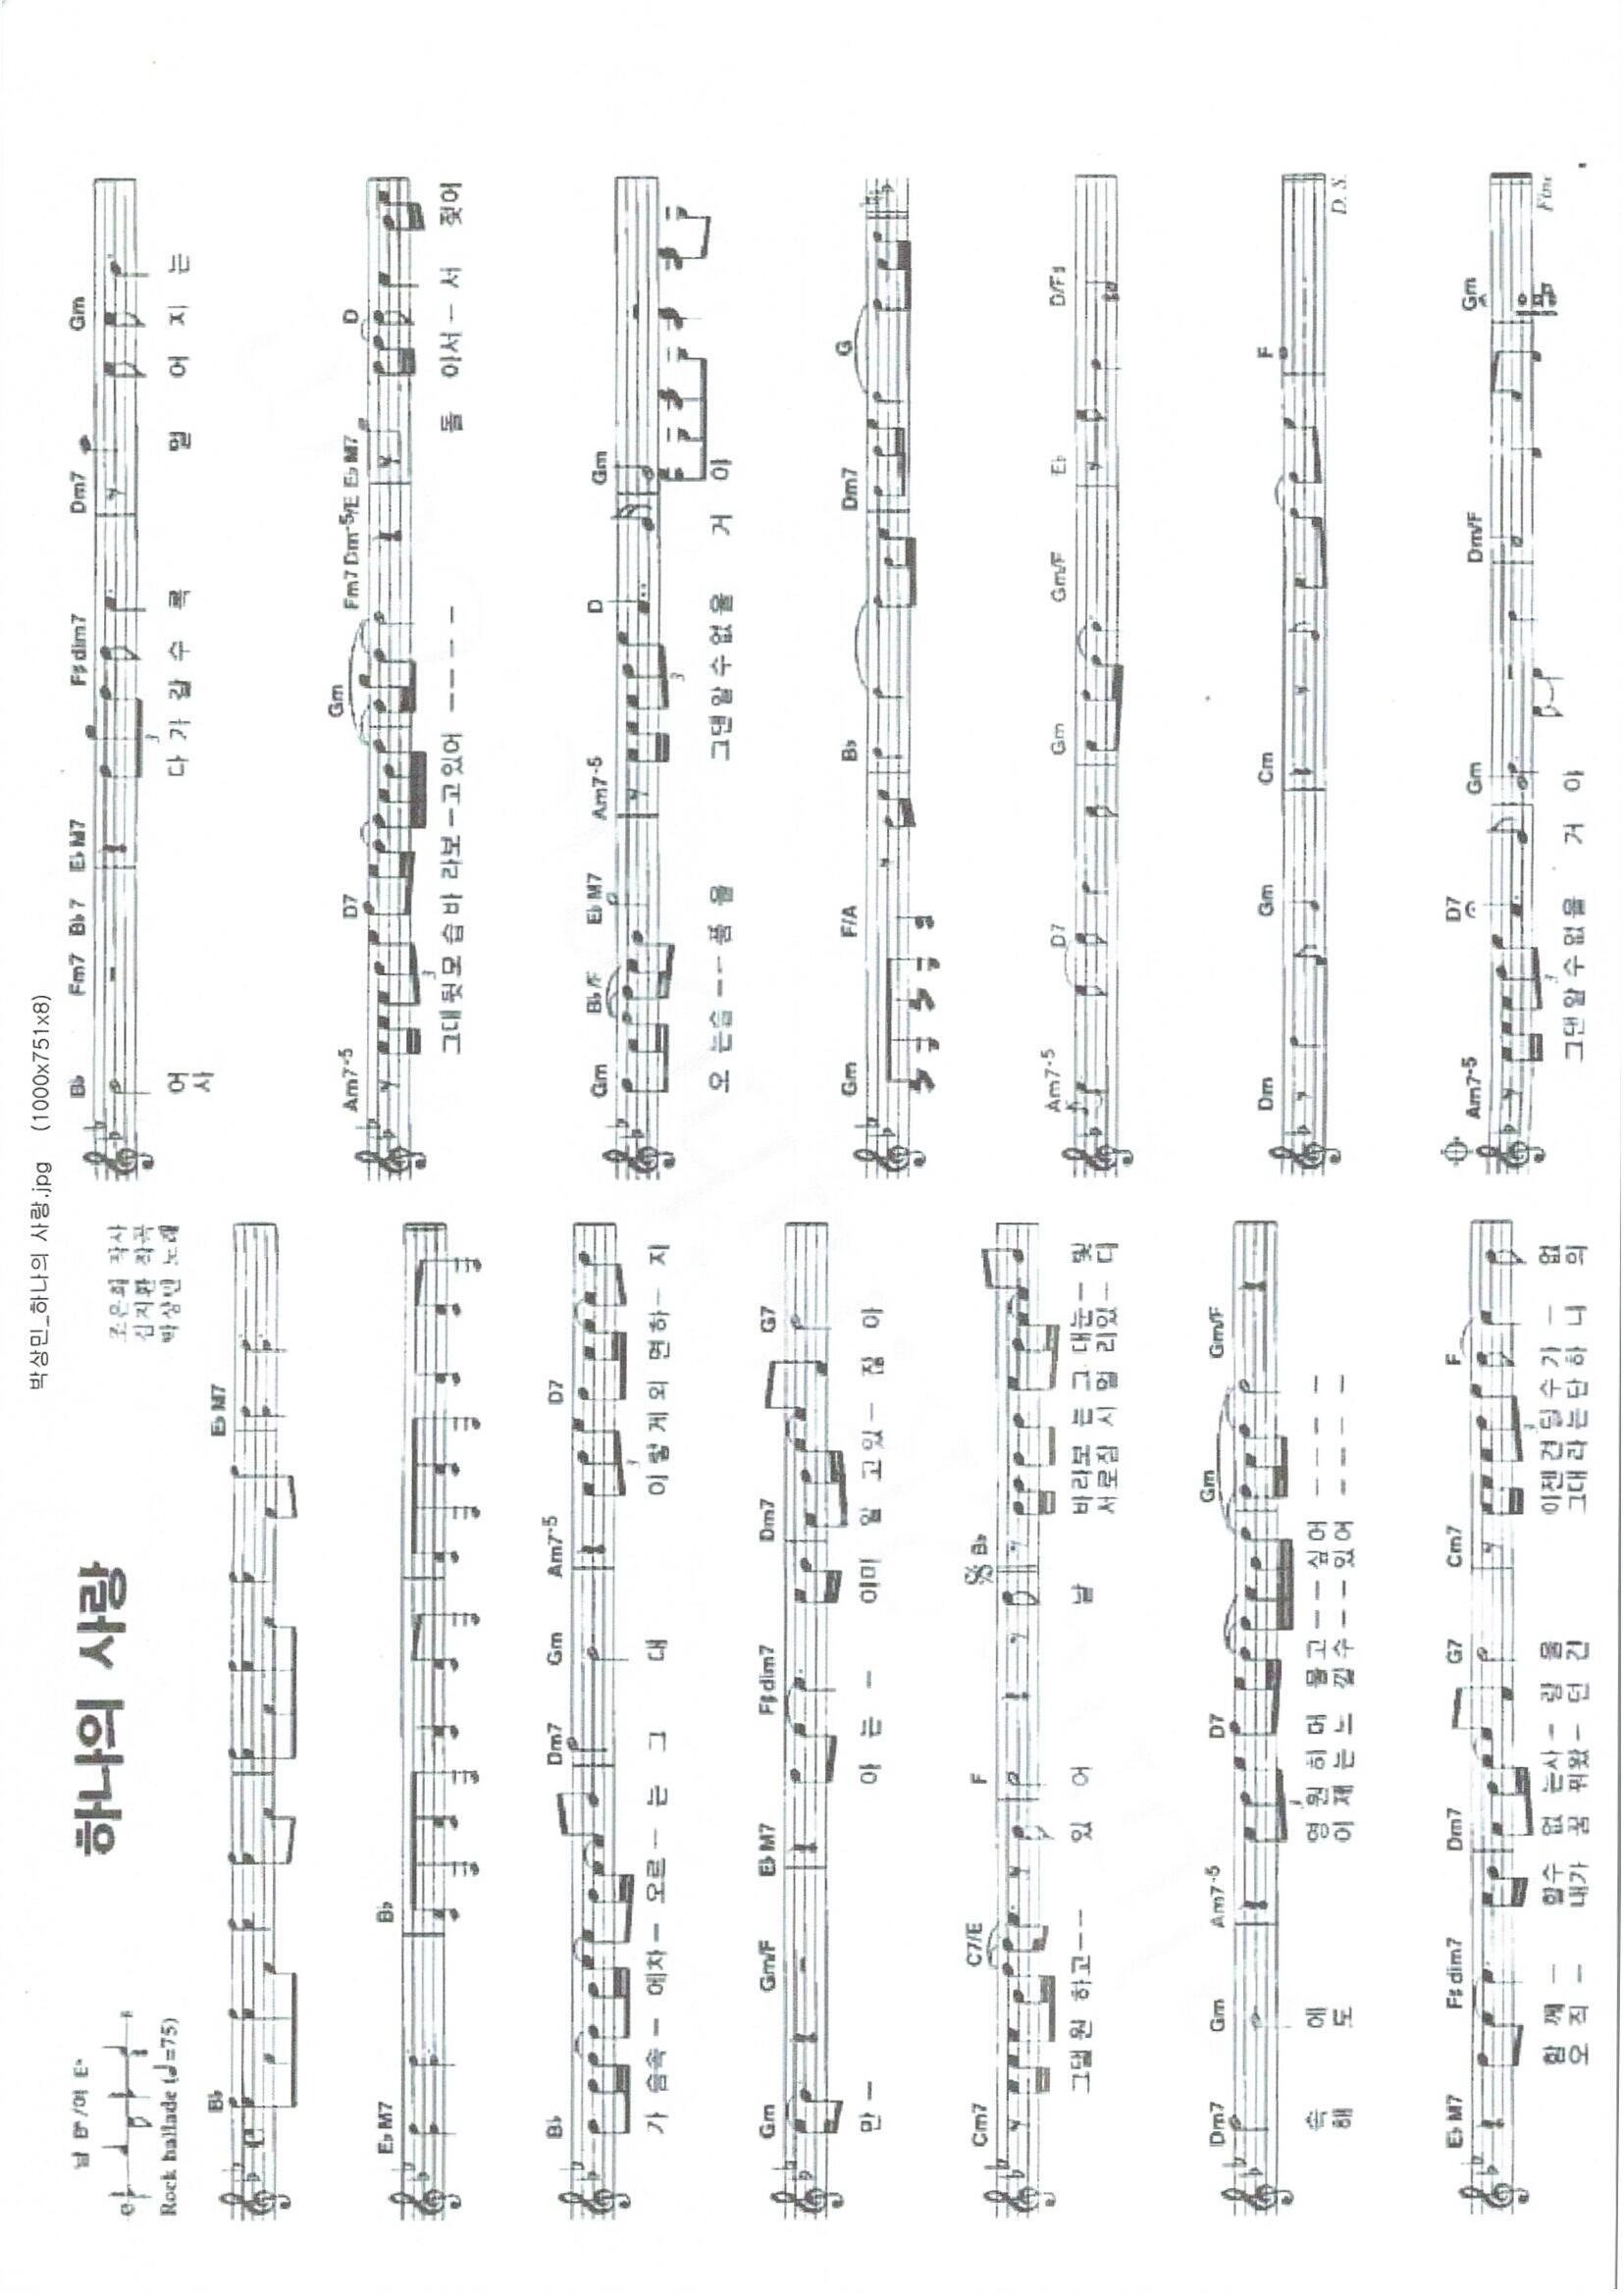 박상민_하나의 사랑.jpg (1000x751x8)
남 B♭/여 E♭
하나의 사랑
조은희 작사
김지환 작곡
박상민 노래
Rock ballade (♩=75)
B♭ E♭M7
E♭M7 B♭
B♭ Dm7 Gm Am7-5 D7
가 슴속 － 에차－ 오르－ 는 그 대 이렇게외 면하－ 지
Gm Gm/F E♭M7 F♯dim7 Dm7 G7
만－ 아는－ 이미 알 고있－ 잖 아
Cm7 C7/E F B♭
그댈원 하고－－ 있 어 날 바라보 는 그 대눈－ 빛
서로잠 시 멀 리있－ 다
Dm7 Gm Am7-5 D7 Gm Gm/F
속 에 영원히머 물고－－싶어 －－－－
해 도 이제는느 낄수－－있어 －－－－
E♭M7 F♯dim7 Dm7 G7 Cm7 F
함께－ 할수 없 는사－ 랑 을 이젠견딜수가－ 없
오직－ 내가 꿈 꿔왔－ 던 건 그대라는단하 나 의
B♭ Fm7 B♭7 E♭M7 F♯dim7 Dm7 Gm
어 다가갈수 록 멀 어 지 는
사
Am7-5 D7 Gm Fm7 Dm-5/E E♭M7 D
그대뒷모습바 라보－고있어 －－－－ 돌 아서－ 서 젖어
Gm B♭/F E♭M7 Am7-5 D Gm
오 는슬－－픔 을 그댄알수없을 거 야
Gm F/A B♭ Dm7 G
Am7-5 D7 Gm Gm/F E♭ D/F♯
Dm Gm Cm F
D. S.
Am7-5 D7 Gm Dm/F Gm
그댄알수없을 거 야
Fine